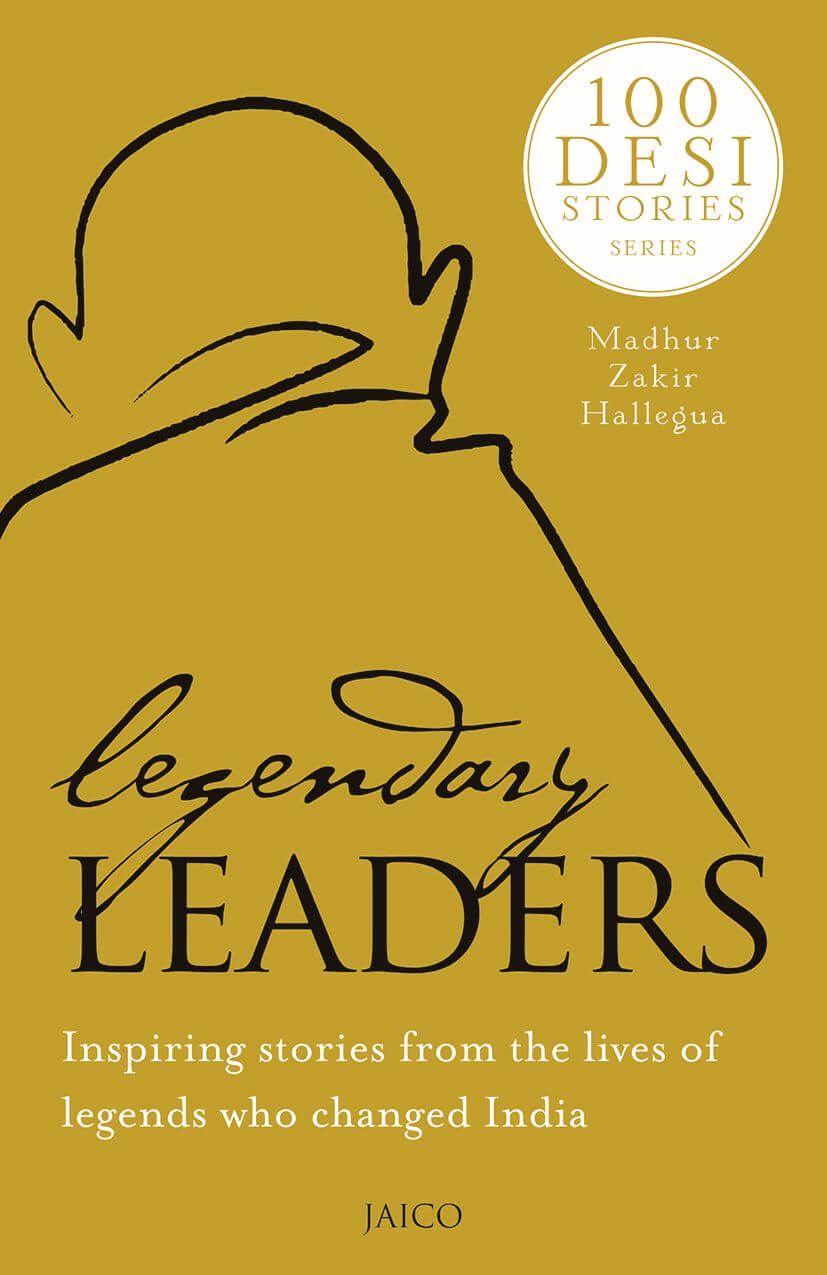 100
DESI
STORIES
SERIES
Madhur
Zakir
Hallegua
legendary
LEADERS
Inspiring stories from the lives of
legends who changed India
JAICO